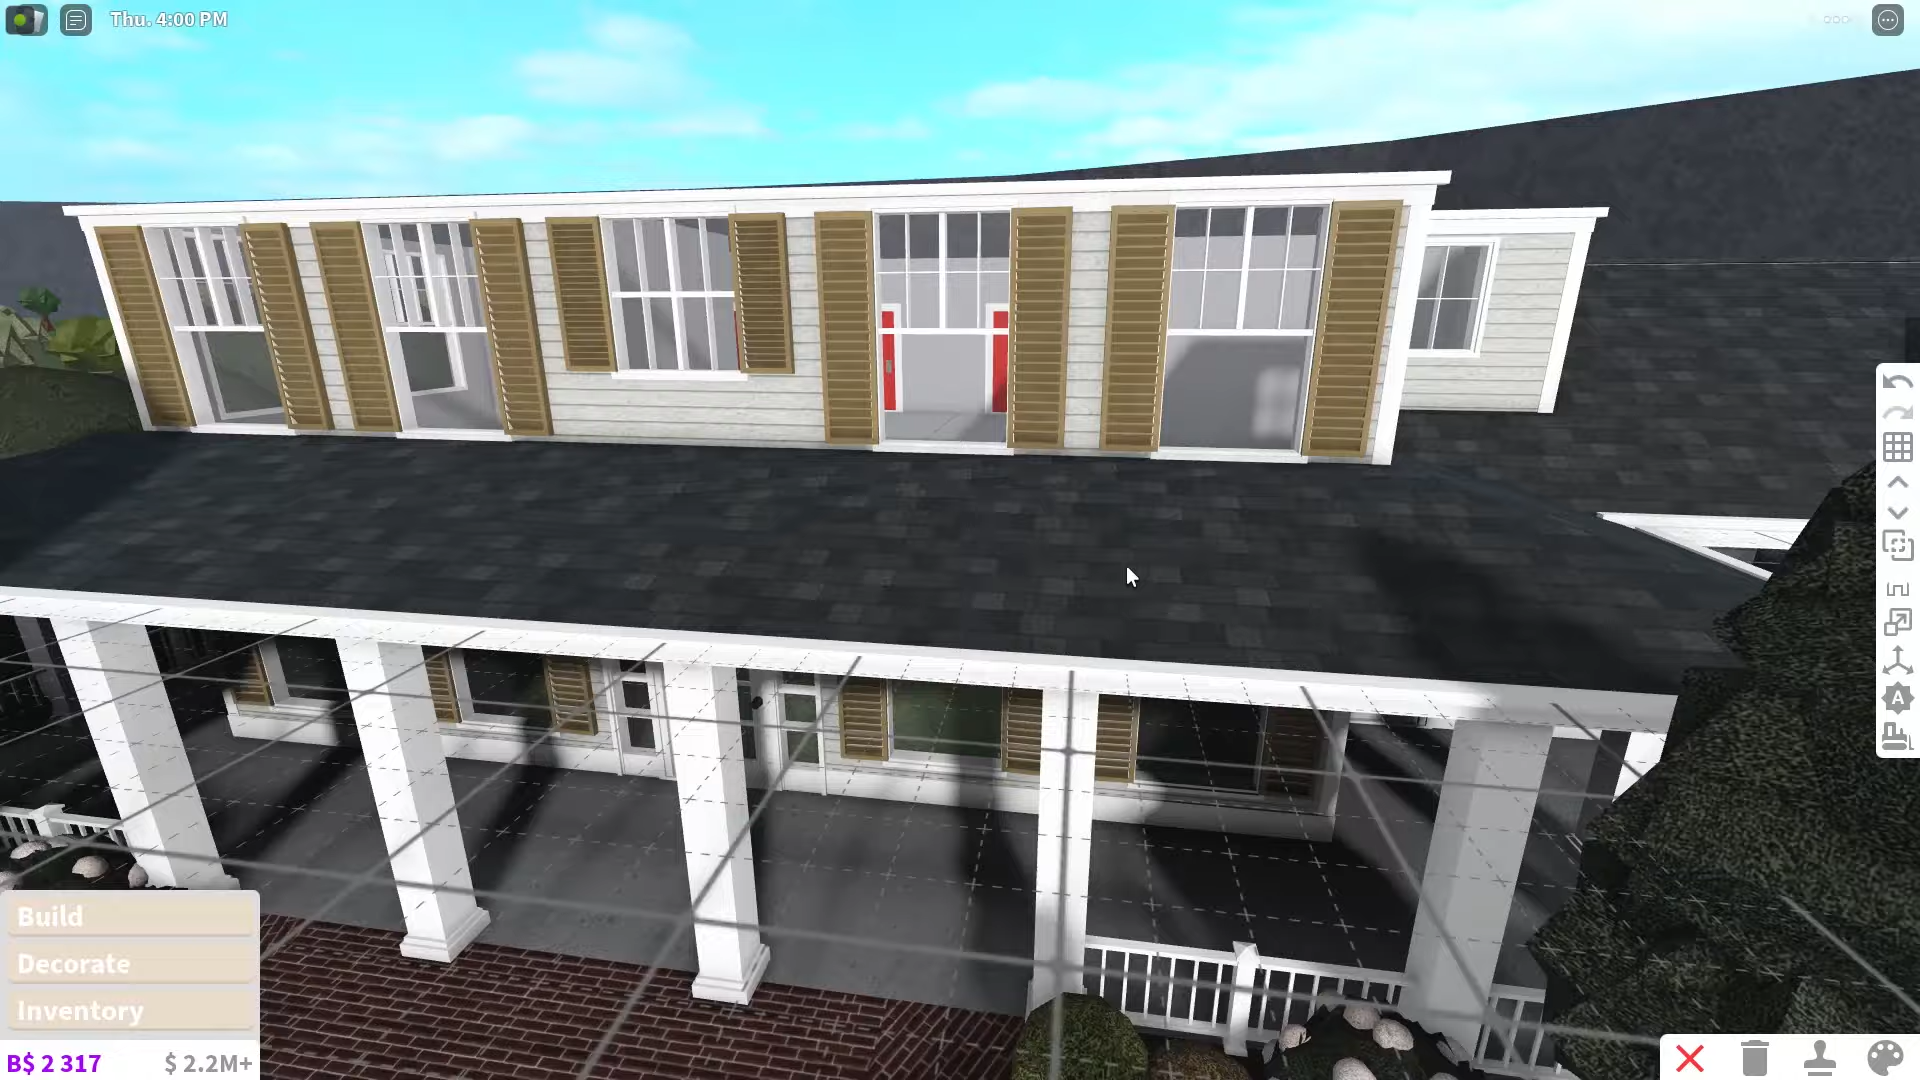 Thu. 4:00 PM
Build
Decorate
Inventory
B$ 2 317 $ 2.2M+
A